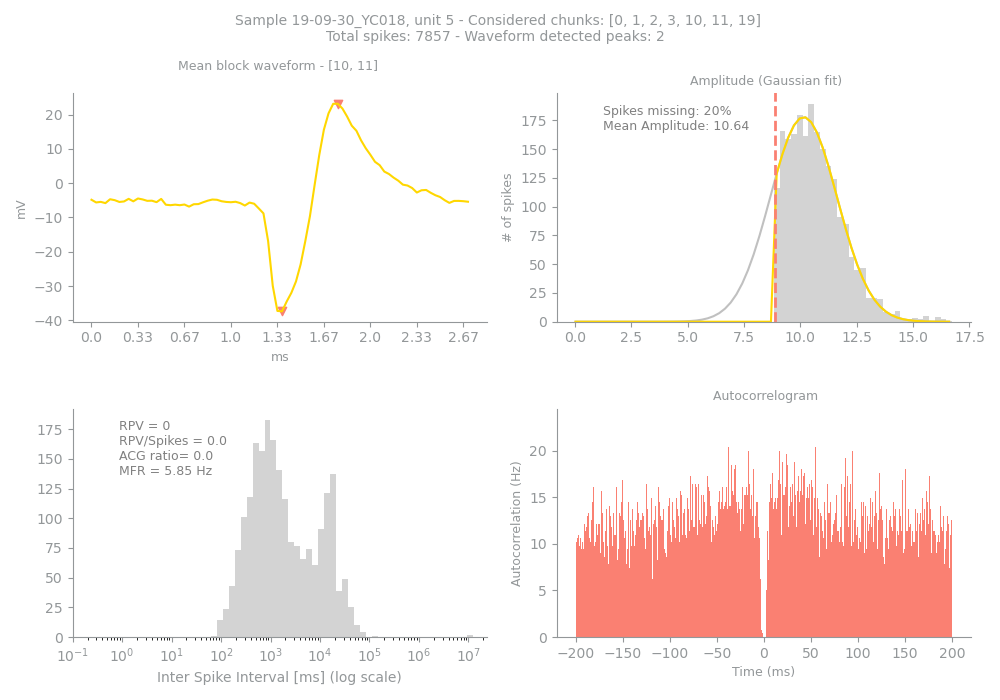 Sample 19-09-30_YC018, unit 5 - Considered chunks: [0, 1, 2, 3, 10, 11, 19]
Total spikes: 7857 - Waveform detected peaks: 2
Mean block waveform - [10, 11]
mV
20
10
0
−10
−20
−30
−40
0.0 0.33 0.67 1.0 1.33 1.67 2.0 2.33 2.67
ms
Amplitude (Gaussian fit)
Spikes missing: 20%
Mean Amplitude: 10.64
# of spikes
175
150
125
100
75
50
25
0
0.0 2.5 5.0 7.5 10.0 12.5 15.0 17.5
RPV = 0
RPV/Spikes = 0.0
ACG ratio= 0.0
MFR = 5.85 Hz
175
150
125
100
75
50
25
0
10⁻¹ 10⁰ 10¹ 10² 10³ 10⁴ 10⁵ 10⁶ 10⁷
Inter Spike Interval [ms] (log scale)
Autocorrelogram
Autocorrelation (Hz)
20
15
10
5
0
−200 −150 −100 −50 0 50 100 150 200
Time (ms)